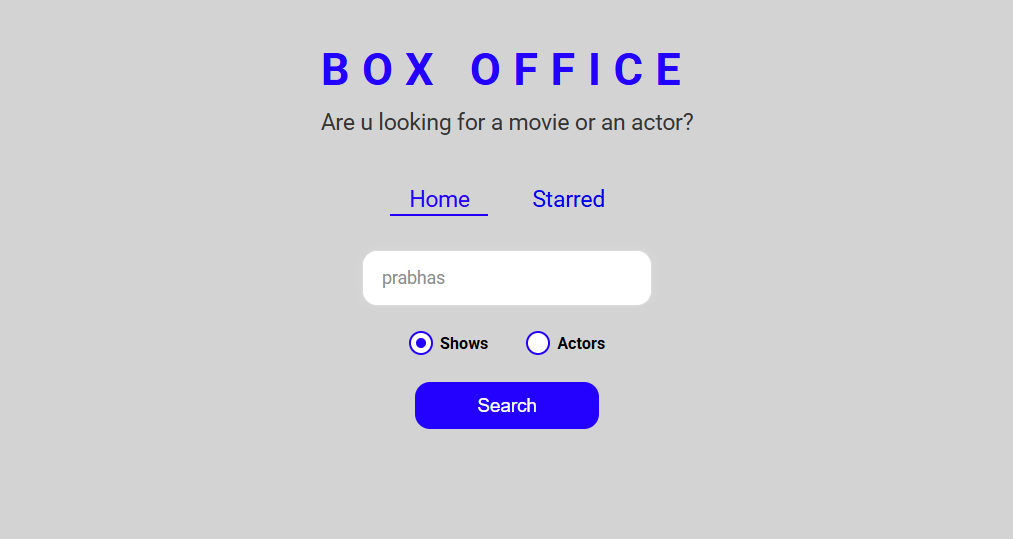 BOX OFFICE
Are u looking for a movie or an actor?
Home Starred
prabhas
Shows Actors
Search